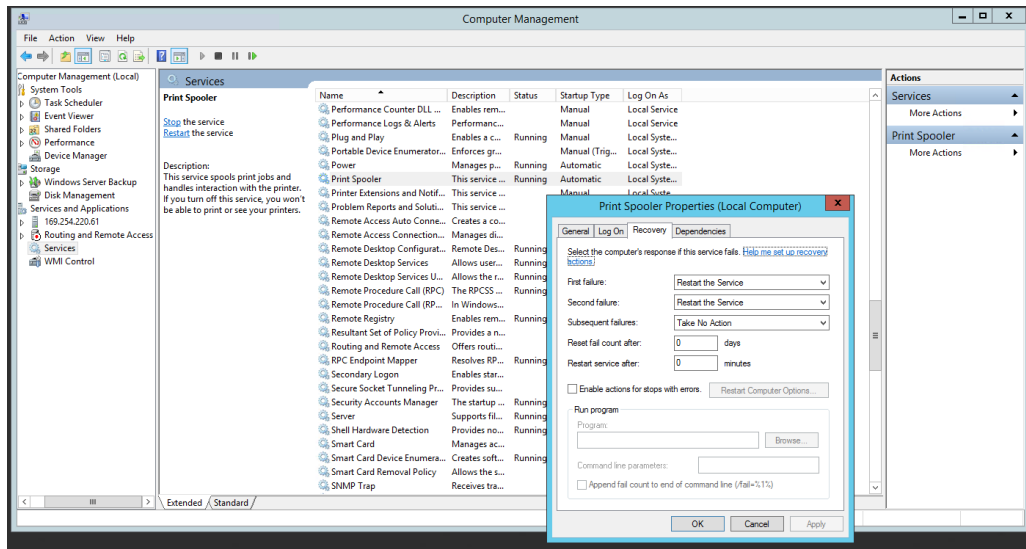 Computer Management
File Action View Help
Computer Management (Local)
System Tools
Task Scheduler
Event Viewer
Shared Folders
Performance
Device Manager
Storage
Windows Server Backup
Disk Management
Services and Applications
169.254.220.61
Routing and Remote Access
Services
WMI Control
Services
Print Spooler
Stop the service
Restart the service
Description:
This service spools print jobs and
handles interaction with the printer.
If you turn off this service, you won't
be able to print or see your printers.
Name Description Status Startup Type Log On As
Performance Counter DLL ... Enables rem... Manual Local Service
Performance Logs & Alerts Performanc... Manual Local Service
Plug and Play Enables a c... Running Manual Local Syste...
Portable Device Enumerator... Enforces gr... Manual (Trig... Local Syste...
Power Manages p... Running Automatic Local Syste...
Print Spooler This service ... Running Automatic Local Syste...
Printer Extensions and Notif... This service ... Manual Local Syste...
Problem Reports and Soluti... This service ...
Remote Access Auto Conne... Creates a co...
Remote Access Connection... Manages di...
Remote Desktop Configurat... Remote Des... Running
Remote Desktop Services Allows user... Running
Remote Desktop Services U... Allows the r... Running
Remote Procedure Call (RPC) The RPCSS ... Running
Remote Procedure Call (RP... In Windows...
Remote Registry Enables rem... Running
Resultant Set of Policy Provi... Provides a n...
Routing and Remote Access Offers routi...
RPC Endpoint Mapper Resolves RP... Running
Secondary Logon Enables star...
Secure Socket Tunneling Pr... Provides su...
Security Accounts Manager The startup ... Running
Server Supports fil... Running
Shell Hardware Detection Provides no... Running
Smart Card Manages ac...
Smart Card Device Enumera... Creates soft... Running
Smart Card Removal Policy Allows the s...
SNMP Trap Receives tra...
Extended Standard
Actions
Services
More Actions
Print Spooler
More Actions
Print Spooler Properties (Local Computer)
General Log On Recovery Dependencies
Select the computer's response if this service fails. Help me set up recovery
actions.
First failure: Restart the Service
Second failure: Restart the Service
Subsequent failures: Take No Action
Reset fail count after: 0 days
Restart service after: 0 minutes
Enable actions for stops with errors. Restart Computer Options...
Run program
Program:
Browse...
Command line parameters:
Append fail count to end of command line (/fail=%1%)
OK Cancel Apply